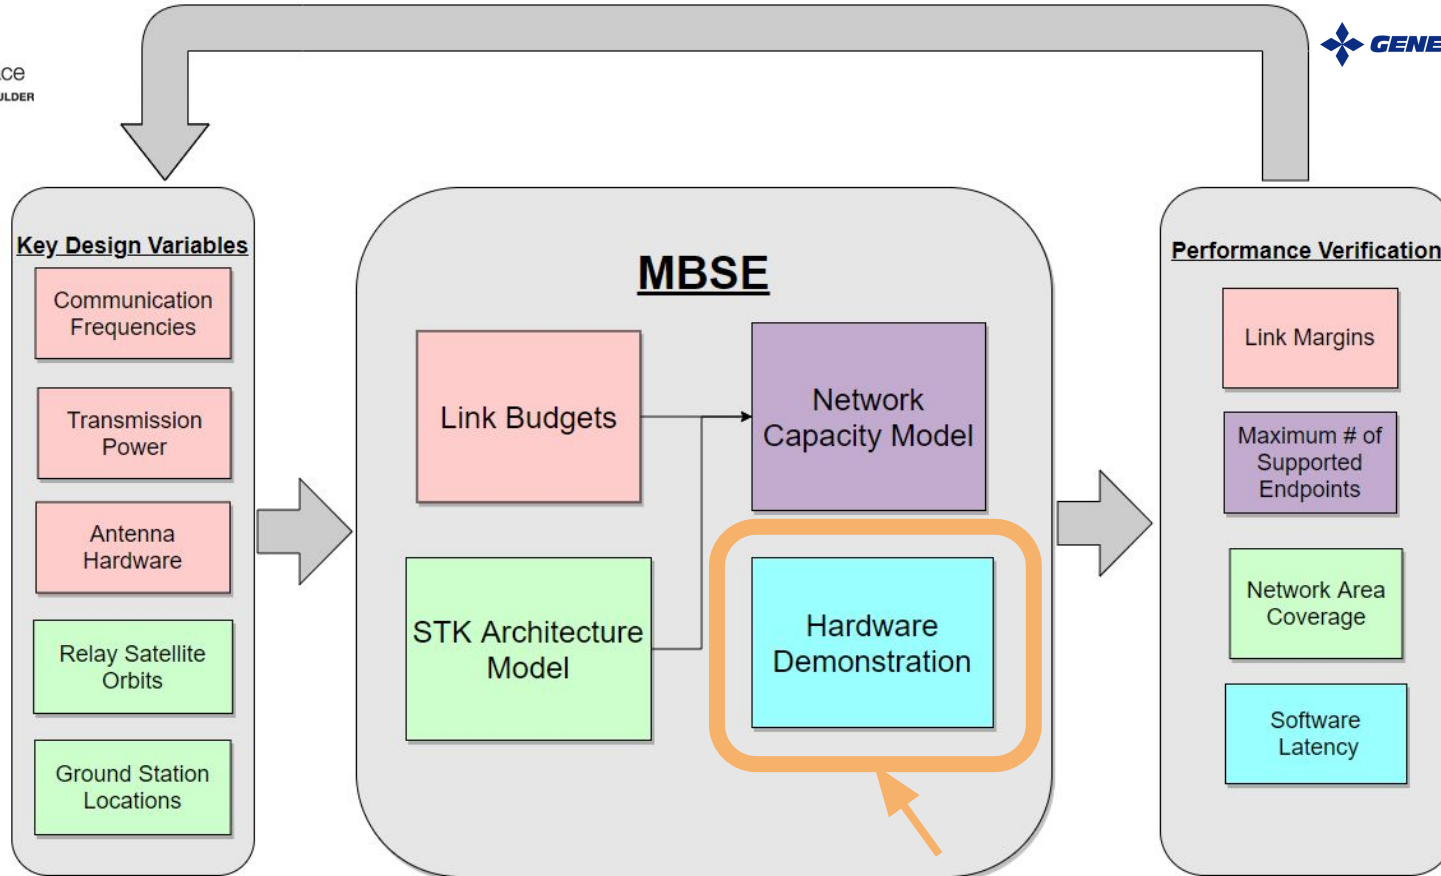 GENE
ce
ULDER
Key Design Variables
Communication
Frequencies
Transmission
Power
Antenna
Hardware
Relay Satellite
Orbits
Ground Station
Locations
MBSE
Link Budgets
Network
Capacity Model
STK Architecture
Model
Hardware
Demonstration
Performance Verification
Link Margins
Maximum # of
Supported
Endpoints
Network Area
Coverage
Software
Latency